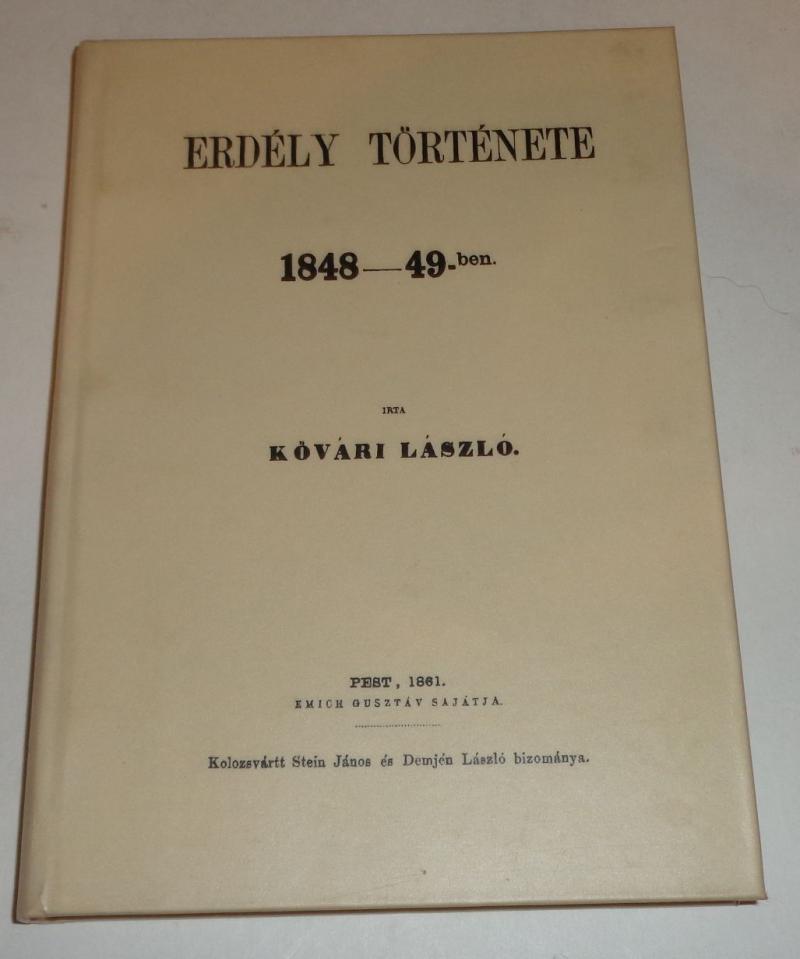 ERDÉLY TÖRTÉNETE
1848—49-ben.
IRTA
KŐVÁRI LÁSZLÓ.
PEST, 1861.
EMICH GUSZTÁV SAJÁTJA.
Kolozsvártt Stein János és Demjén László bizománya.